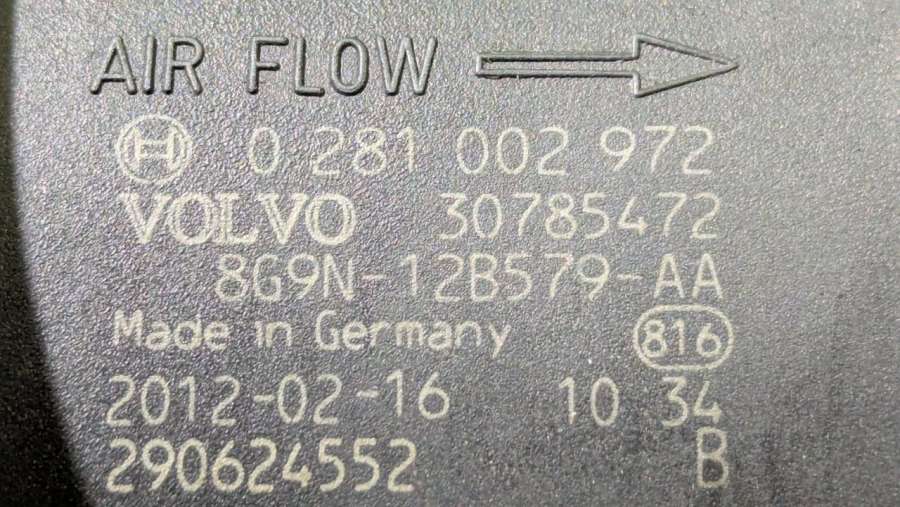 AIR FLOW
0 281 002 972
VOLVO 30785472
8G9N-12B579-AA
Made in Germany 816
2012-02-16 10 34
290624552 B